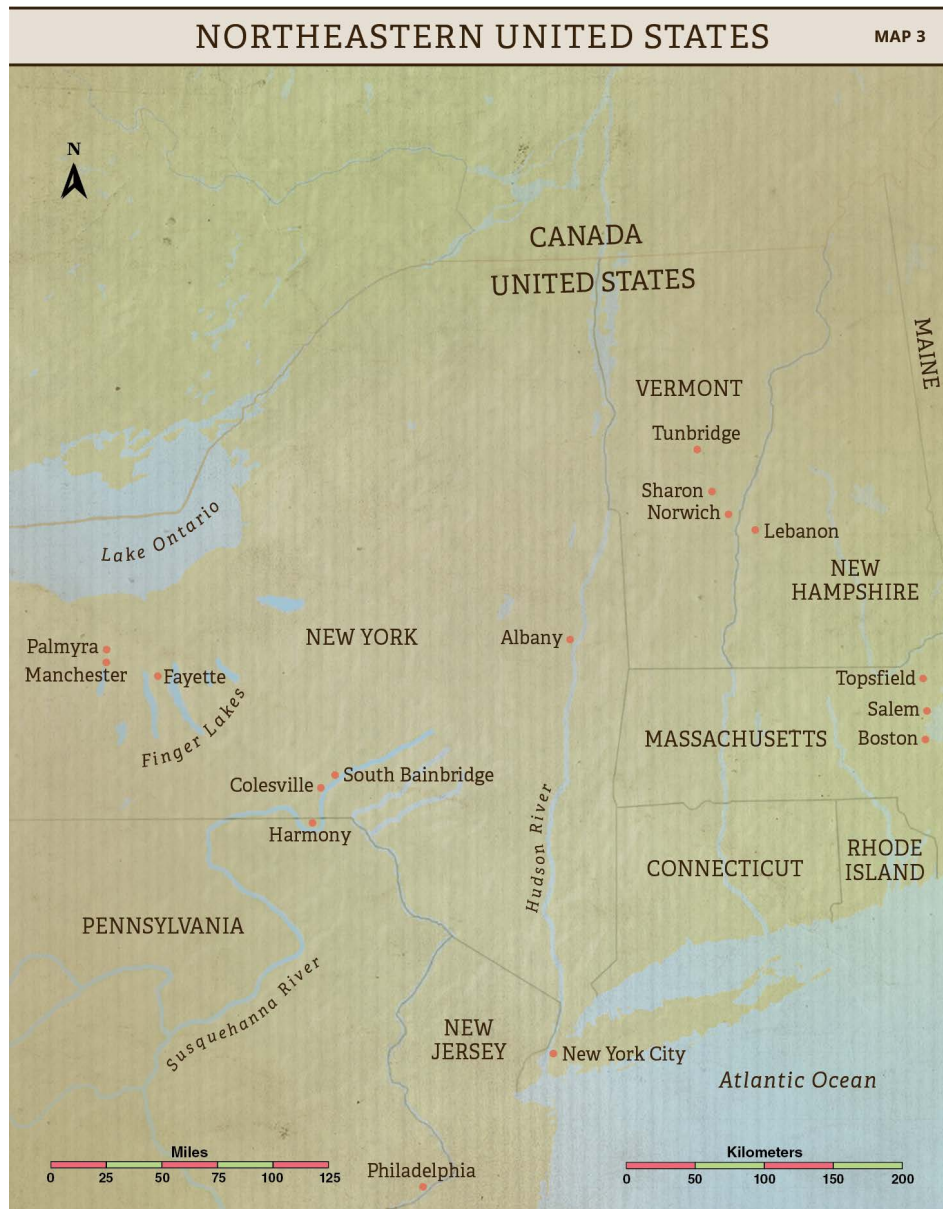 NORTHEASTERN UNITED STATES
MAP 3
N
CANADA
UNITED STATES
MAINE
VERMONT
Tunbridge
Sharon
Norwich
Lebanon
Lake Ontario
NEW
HAMPSHIRE
NEW YORK
Albany
Palmyra
Manchester
Fayette
Finger Lakes
Topsfield
Salem
Boston
MASSACHUSETTS
South Bainbridge
Colesville
Harmony
Hudson River
CONNECTICUT
RHODE
ISLAND
PENNSYLVANIA
Susquehanna River
NEW
JERSEY
New York City
Atlantic Ocean
Miles
0 25 50 75 100 125
Kilometers
0 50 100 150 200
Philadelphia